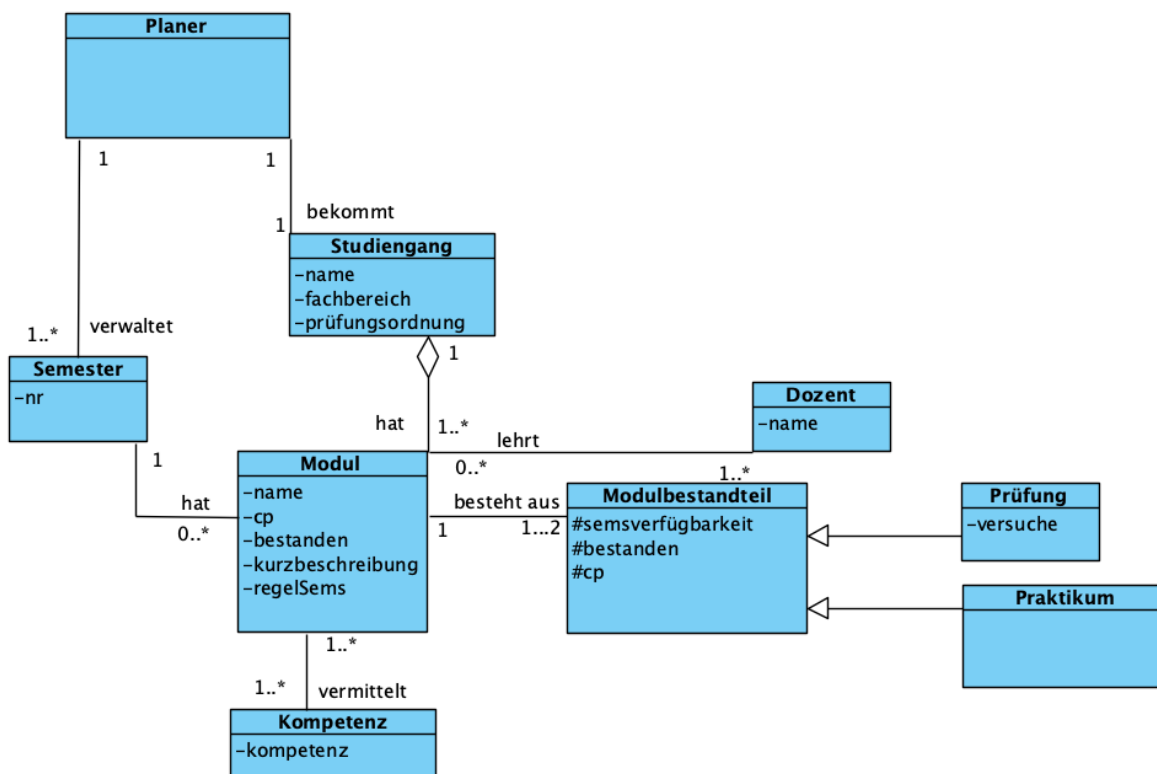 Planer
1
1
bekommt
1
Studiengang
-name
-fachbereich
-prüfungsordnung
verwaltet
1..*
1
Semester
-nr
Dozent
-name
hat
1..*
lehrt
0..*
1..*
1
hat
0..*
Modul
-name
-cp
-bestanden
-kurzbeschreibung
-regelSems
besteht aus
1
1...2
Modulbestandteil
#semsverfügbarkeit
#bestanden
#cp
Prüfung
-versuche
Praktikum
1..*
1..*
vermittelt
Kompetenz
-kompetenz